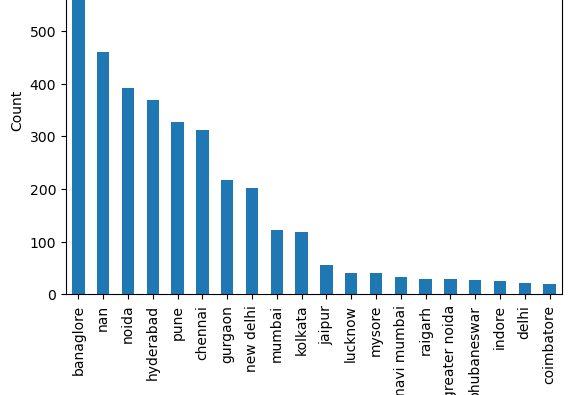 500
400
300
200
100
0
Count
banaglore
nan
noida
hyderabad
pune
chennai
gurgaon
new delhi
mumbai
kolkata
jaipur
lucknow
mysore
navi mumbai
raigarh
greater noida
bhubaneswar
indore
delhi
coimbatore